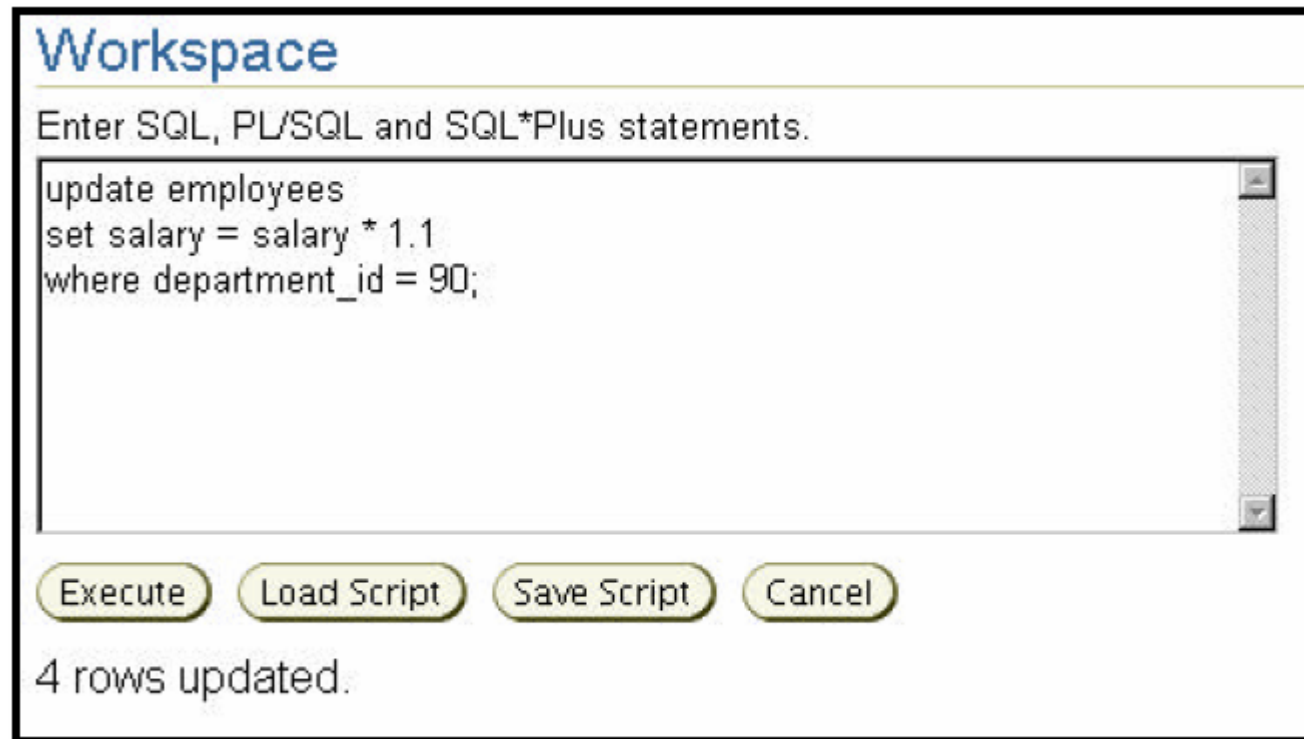 Workspace
Enter SQL, PL/SQL and SQL*Plus statements.
update employees
set salary = salary * 1.1
where department_id = 90;
Execute Load Script Save Script Cancel
4 rows updated.